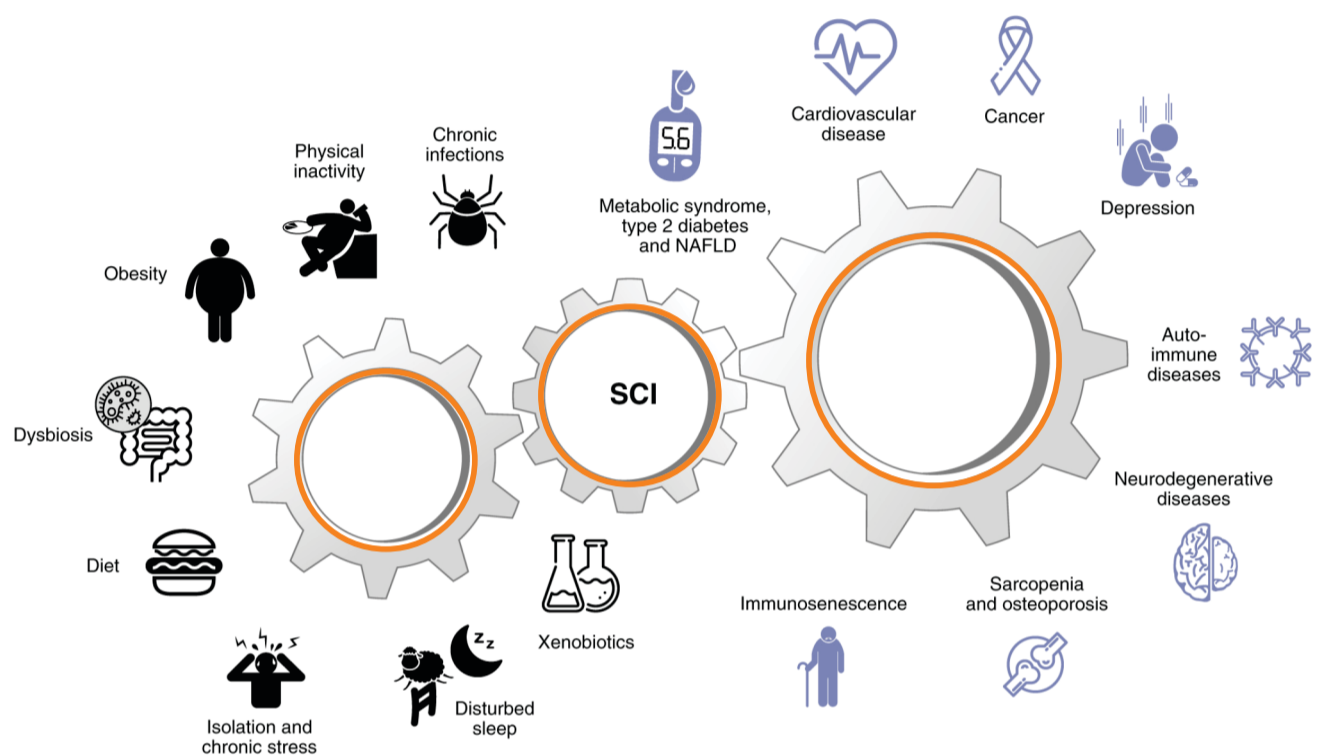 Chronic
infections
Physical
inactivity
Obesity
Dysbiosis
Diet
Isolation and
chronic stress
zz
Disturbed
sleep
Xenobiotics
SCI
5.6
Metabolic syndrome,
type 2 diabetes
and NAFLD
Cardiovascular
disease
Cancer
Depression
Auto-
immune
diseases
Neurodegenerative
diseases
Sarcopenia
and osteoporosis
Immunosenescence